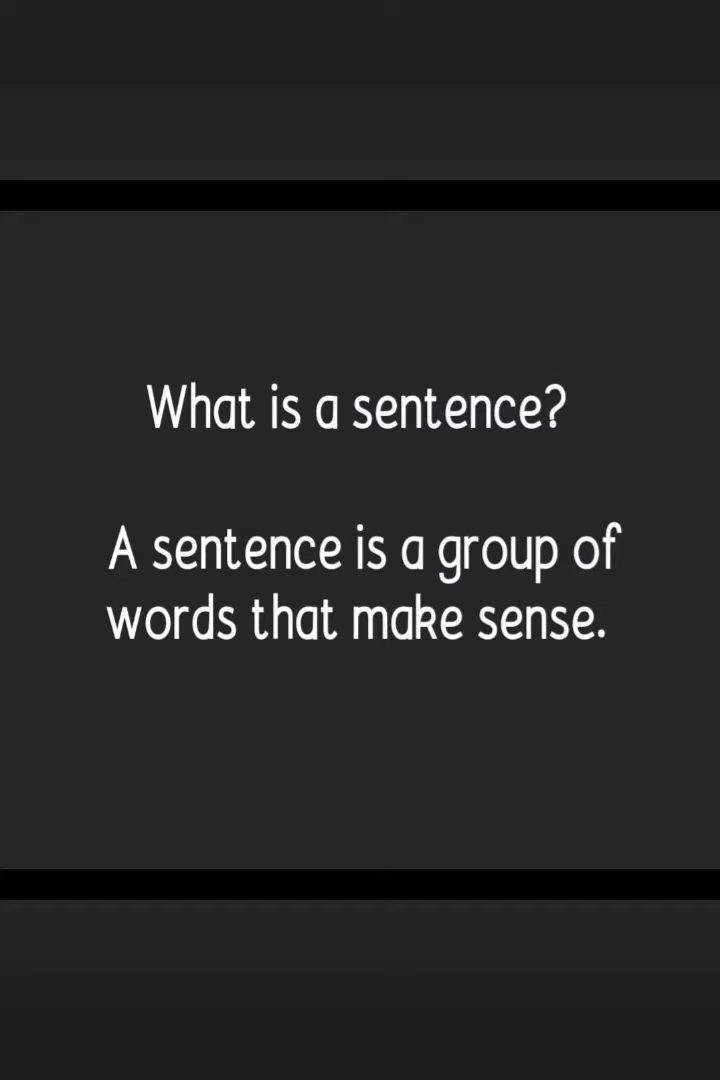 What is a sentence?
A sentence is a group of
words that make sense.